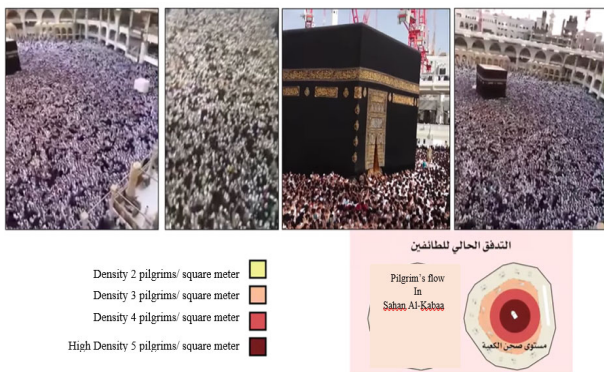 التدفق الحالي للطائفين
Density 2 pilgrims/ square meter
Density 3 pilgrims/ square meter
Density 4 pilgrims/ square meter
High Density 5 pilgrims/ square meter
Pilgrim’s flow
In
Sahan Al-Kabaa
مستوى صحن الكعبة